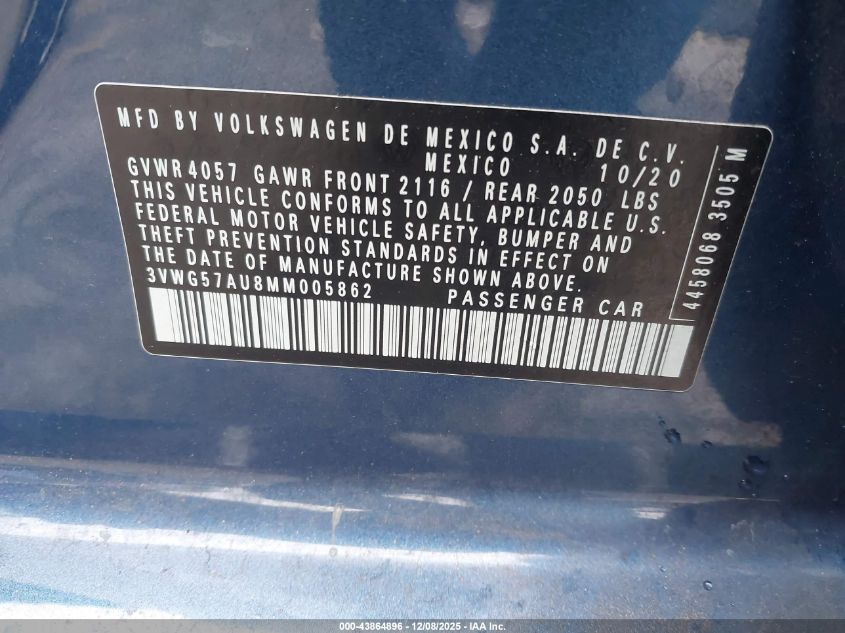 MFD BY VOLKSWAGEN DE MEXICO S.A. DE C.V.
MEXICO 10/20
GVWR 4057 GAWR FRONT 2116 / REAR 2050 LBS
THIS VEHICLE CONFORMS TO ALL APPLICABLE U.S.
FEDERAL MOTOR VEHICLE SAFETY, BUMPER AND
THEFT PREVENTION STANDARDS IN EFFECT ON
THE DATE OF MANUFACTURE SHOWN ABOVE.
3VWG57AU8MM005862 PASSENGER CAR
4458068 3505 M
000-43864896 - 12/08/2025 - IAA Inc.